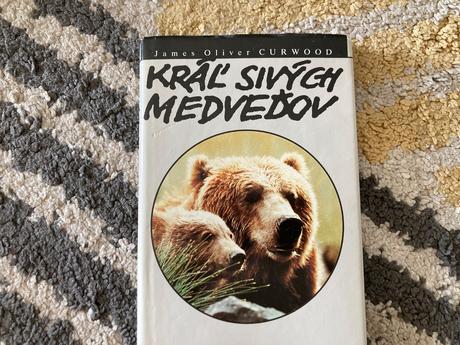 James Oliver CURWOOD
KRÁĽ SIVÝCH
MEDVEĎOV